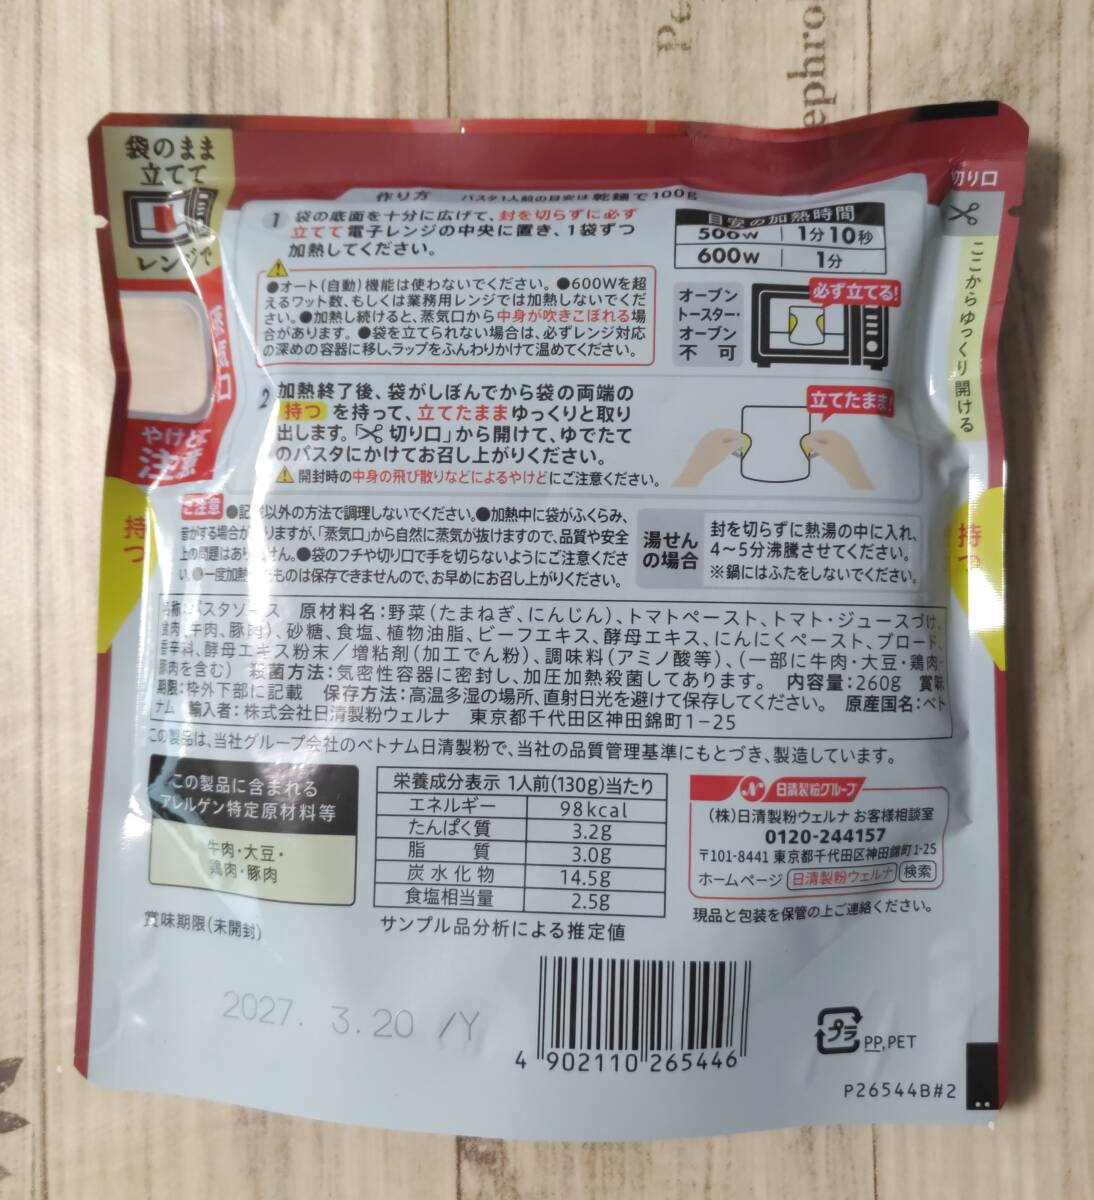 Pe
ephro
袋のまま
立てて
レンジで
切り口
ここからゆっくり開ける
作り方 パスタ1人前の目安は乾麺で100g
1 袋の底面を十分に広げて、封を切らずに必ず
立てて電子レンジの中央に置き、1袋ずつ
加熱してください。
目安の加熱時間
500W 1分10秒
600W 1分
●オート(自動)機能は使わないでください。●600Wを超
えるワット数、もしくは業務用レンジでは加熱しないでくだ
さい。●加熱し続けると、蒸気口から中身が吹きこぼれる場
合があります。●袋を立てられない場合は、必ずレンジ対応
の深めの容器に移し、ラップをふんわりかけて温めてください。
オーブン
トースター・
オーブン
不可
必ず立てる!
蒸気口
やけど
注意
2 加熱終了後、袋がしぼんでから袋の両端の
持つ を持って、立てたままゆっくりと取り
出します。「✂切り口」から開けて、ゆでたて
のパスタにかけてお召し上がりください。
開封時の中身の飛び散りなどによるやけどにご注意ください。
立てたまま!
持つ
持つ
ご注意 ●記載以外の方法で調理しないでください。●加熱中に袋がふくらみ、
音がする場合がありますが、「蒸気口」から自然に蒸気が抜けますので、品質や安全
上の問題はありません。●袋のフチや切り口で手を切らないようにご注意くださ
い。●一度加熱したものは保存できませんので、お早めにお召し上がりください。
湯せん
の場合
封を切らずに熱湯の中に入れ、
4~5分沸騰させてください。
※鍋にはふたをしないでください。
名称:パスタソース 原材料名:野菜(たまねぎ、にんじん)、トマトペースト、トマト・ジュースづけ、
食肉(牛肉、豚肉)、砂糖、食塩、植物油脂、ビーフエキス、酵母エキス、にんにくペースト、ブロード、
香辛料、酵母エキス粉末/増粘剤(加工でん粉)、調味料(アミノ酸等)、(一部に牛肉・大豆・鶏肉・
豚肉を含む) 殺菌方法:気密性容器に密封し、加圧加熱殺菌してあります。 内容量:260g 賞味
期限:枠外下部に記載 保存方法:高温多湿の場所、直射日光を避けて保存してください。 原産国名:ベト
ナム 輸入者:株式会社日清製粉ウェルナ 東京都千代田区神田錦町1-25
この製品は、当社グループ会社のベトナム日清製粉で、当社の品質管理基準にもとづき、製造しています。
この製品に含まれる
アレルゲン特定原材料等
牛肉・大豆・
鶏肉・豚肉
栄養成分表示 1人前(130g)当たり
エネルギー 98kcal
たんぱく質 3.2g
脂質 3.0g
炭水化物 14.5g
食塩相当量 2.5g
サンプル品分析による推定値
日清製粉グループ
(株)日清製粉ウェルナ お客様相談室
0120-244157
〒101-8441 東京都千代田区神田錦町1-25
ホームページ 日清製粉ウェルナ 検索
現品と包装を保管の上ご連絡ください。
賞味期限(未開封)
2027. 3.20 /Y
4 902110 265446
プラ
PP,PET
P26544B#2